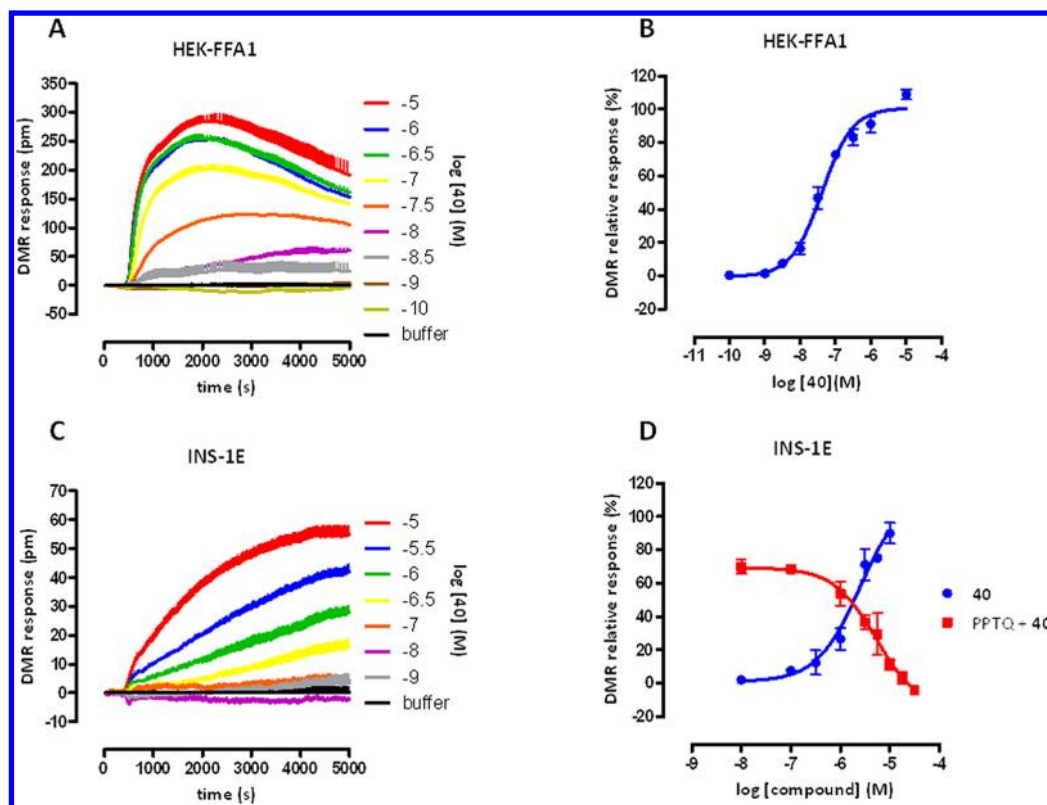 A
HEK-FFA1
DMR response (pm)
350
300
250
200
150
100
50
0
-50
0 1000 2000 3000 4000 5000
time (s)
-5
-6
-6.5
-7
-7.5
-8
-8.5
-9
-10
buffer
log [40] (M)
B
HEK-FFA1
DMR relative response (%)
120
100
80
60
40
20
0
-20
-11 -10 -9 -8 -7 -6 -5 -4
log [40](M)
C
INS-1E
DMR response (pm)
70
60
50
40
30
20
10
0
-10
0 1000 2000 3000 4000 5000
time (s)
-5
-5.5
-6
-6.5
-7
-8
-9
buffer
log [40] (M)
D
INS-1E
DMR relative response (%)
120
100
80
60
40
20
0
-20
-9 -8 -7 -6 -5 -4
log [compound] (M)
40
PPTQ + 40